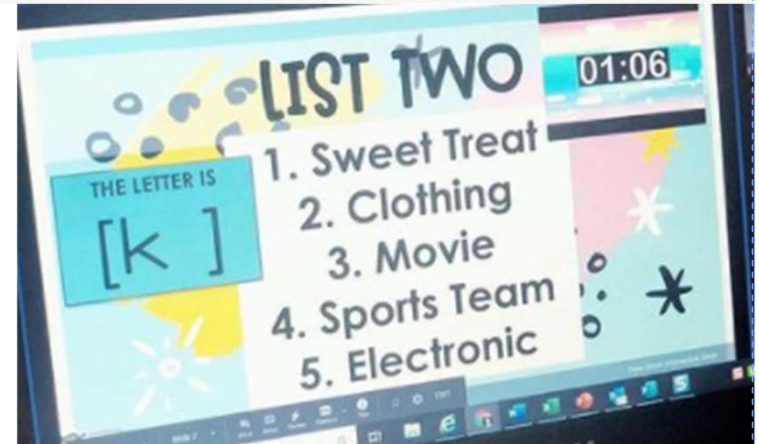 LIST TWO
01:06
THE LETTER IS
[k ]
1. Sweet Treat
2. Clothing
3. Movie
4. Sports Team
5. Electronic